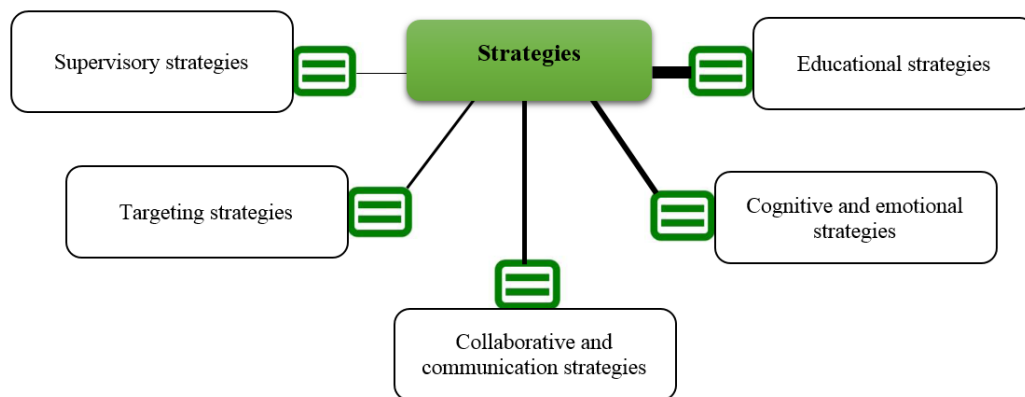 Strategies
Supervisory strategies
Educational strategies
Targeting strategies
Cognitive and emotional
strategies
Collaborative and
communication strategies